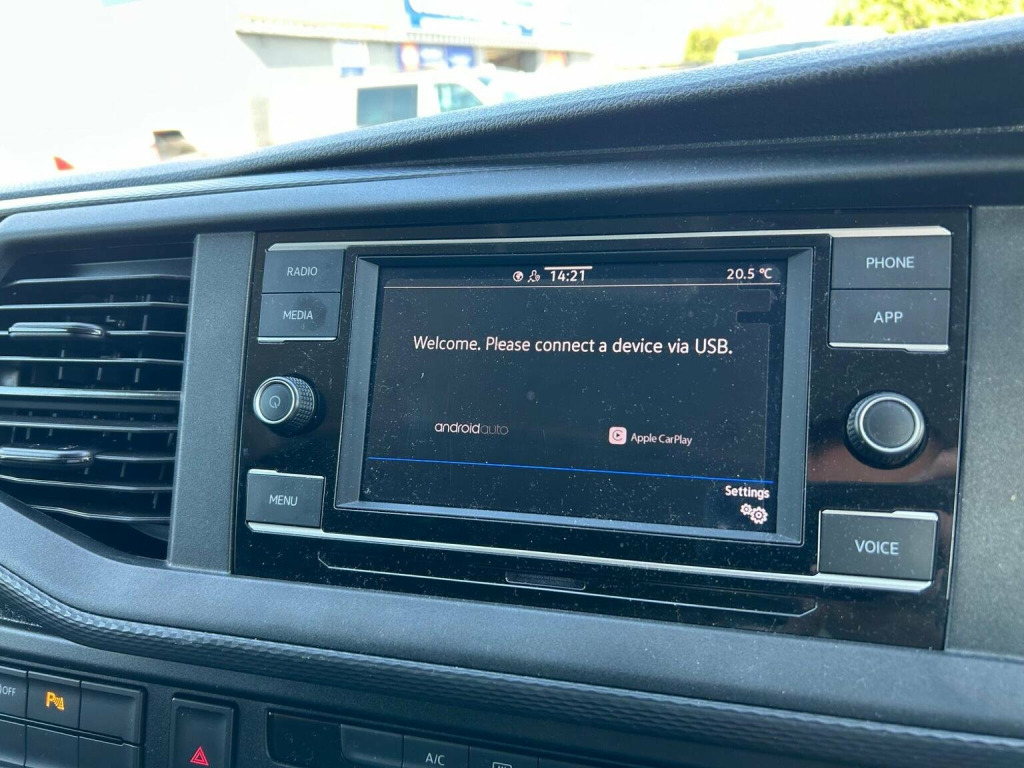 14:21
20.5 °C
RADIO
MEDIA
MENU
Welcome. Please connect a device via USB.
androidauto
Apple CarPlay
Settings
PHONE
APP
VOICE
OFF
P
A/C